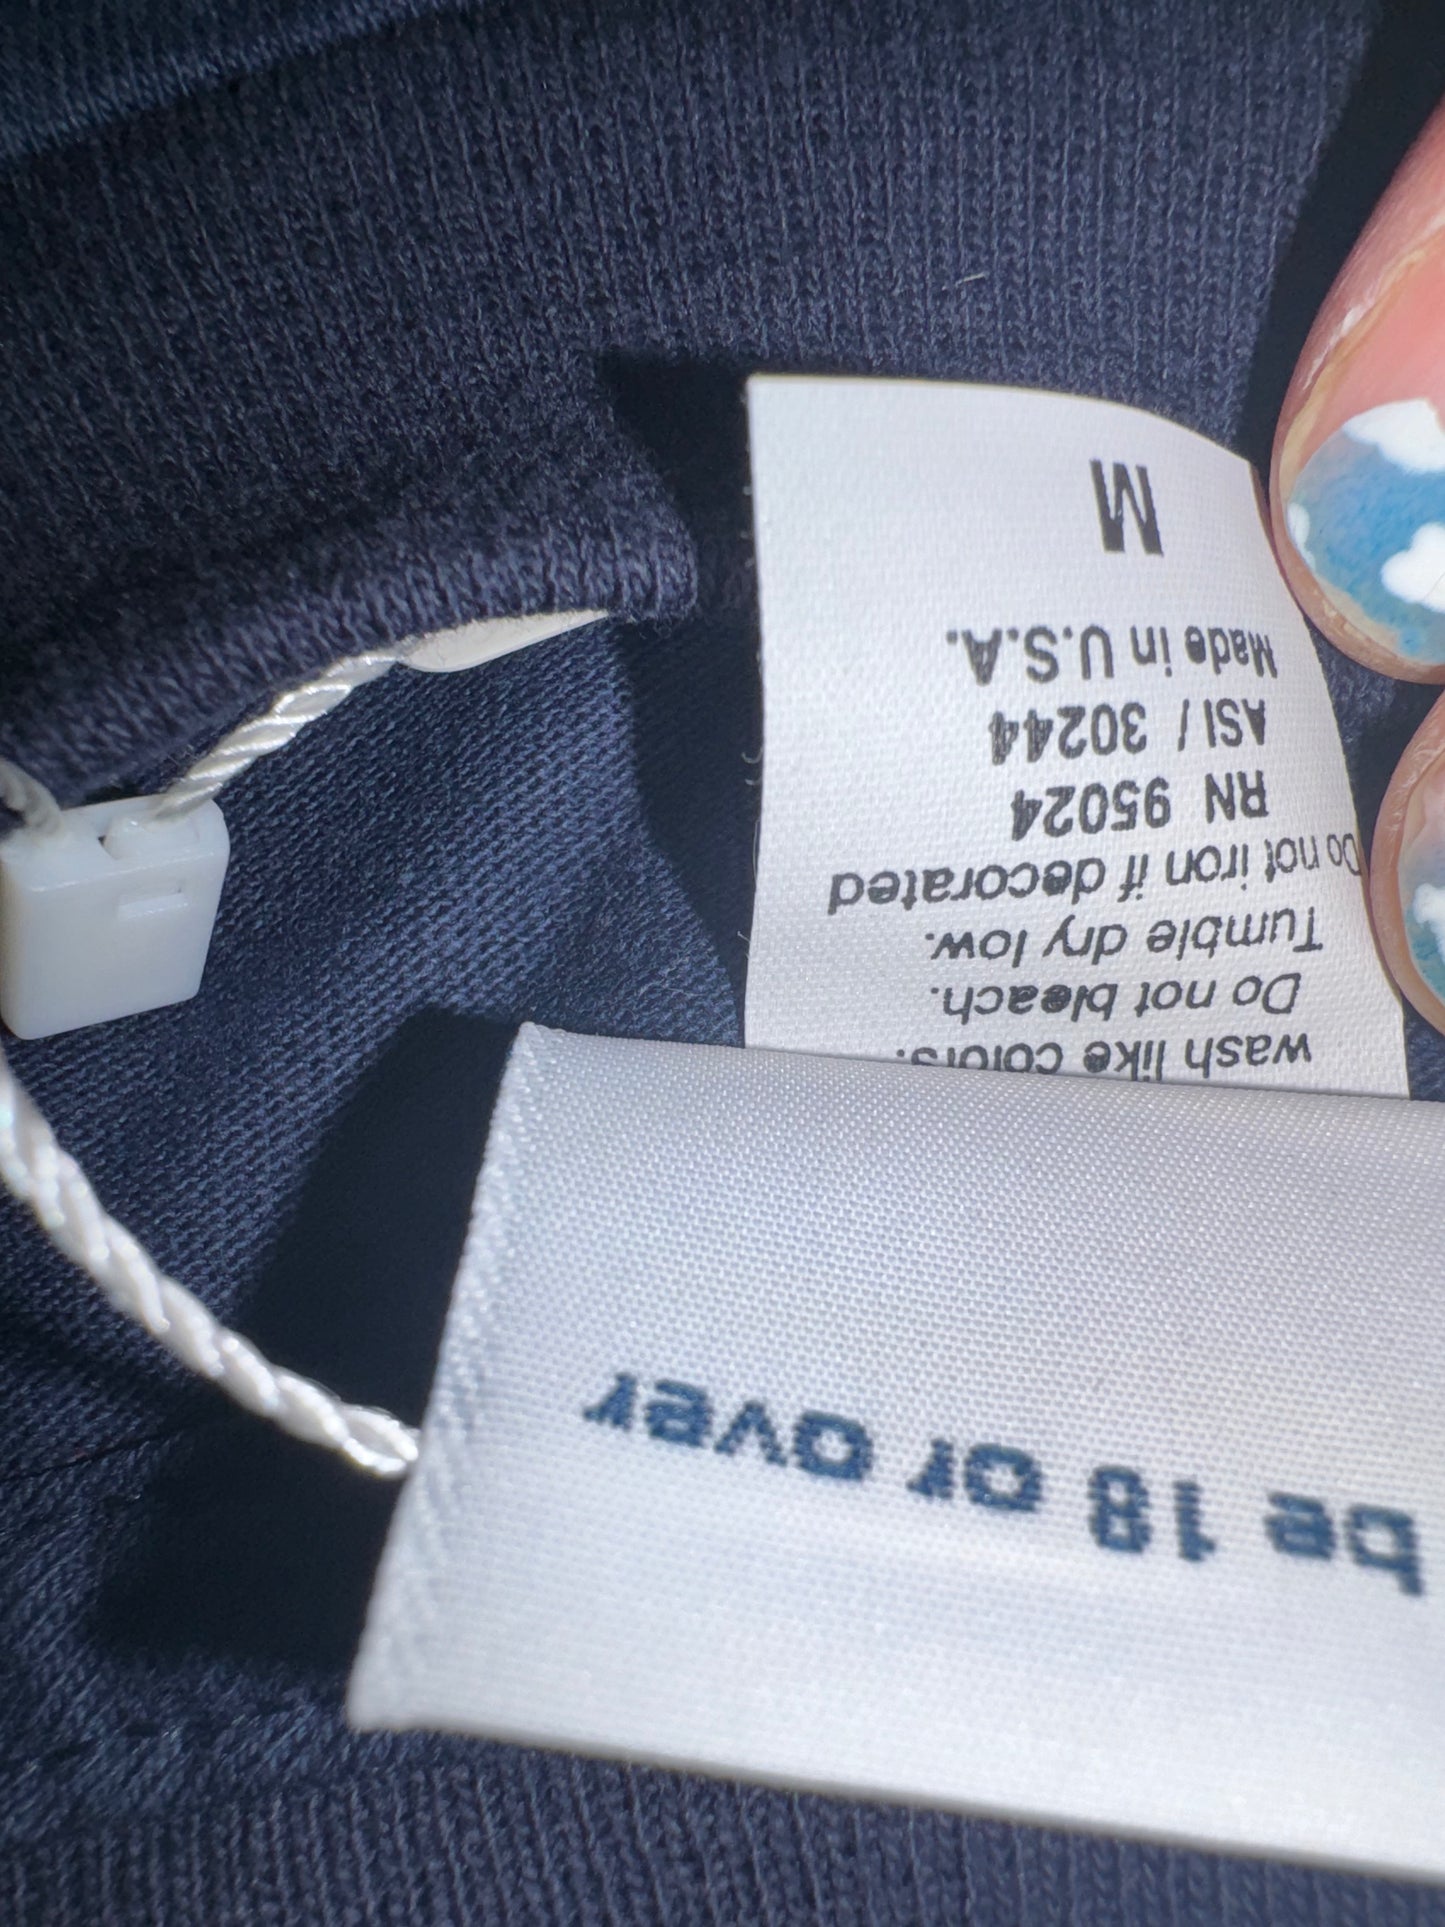 be 18 or over
wash like colors.
Do not bleach.
Tumble dry low.
Do not iron if decorated
RN 95024
ASI / 30244
Made in U.S.A.
M